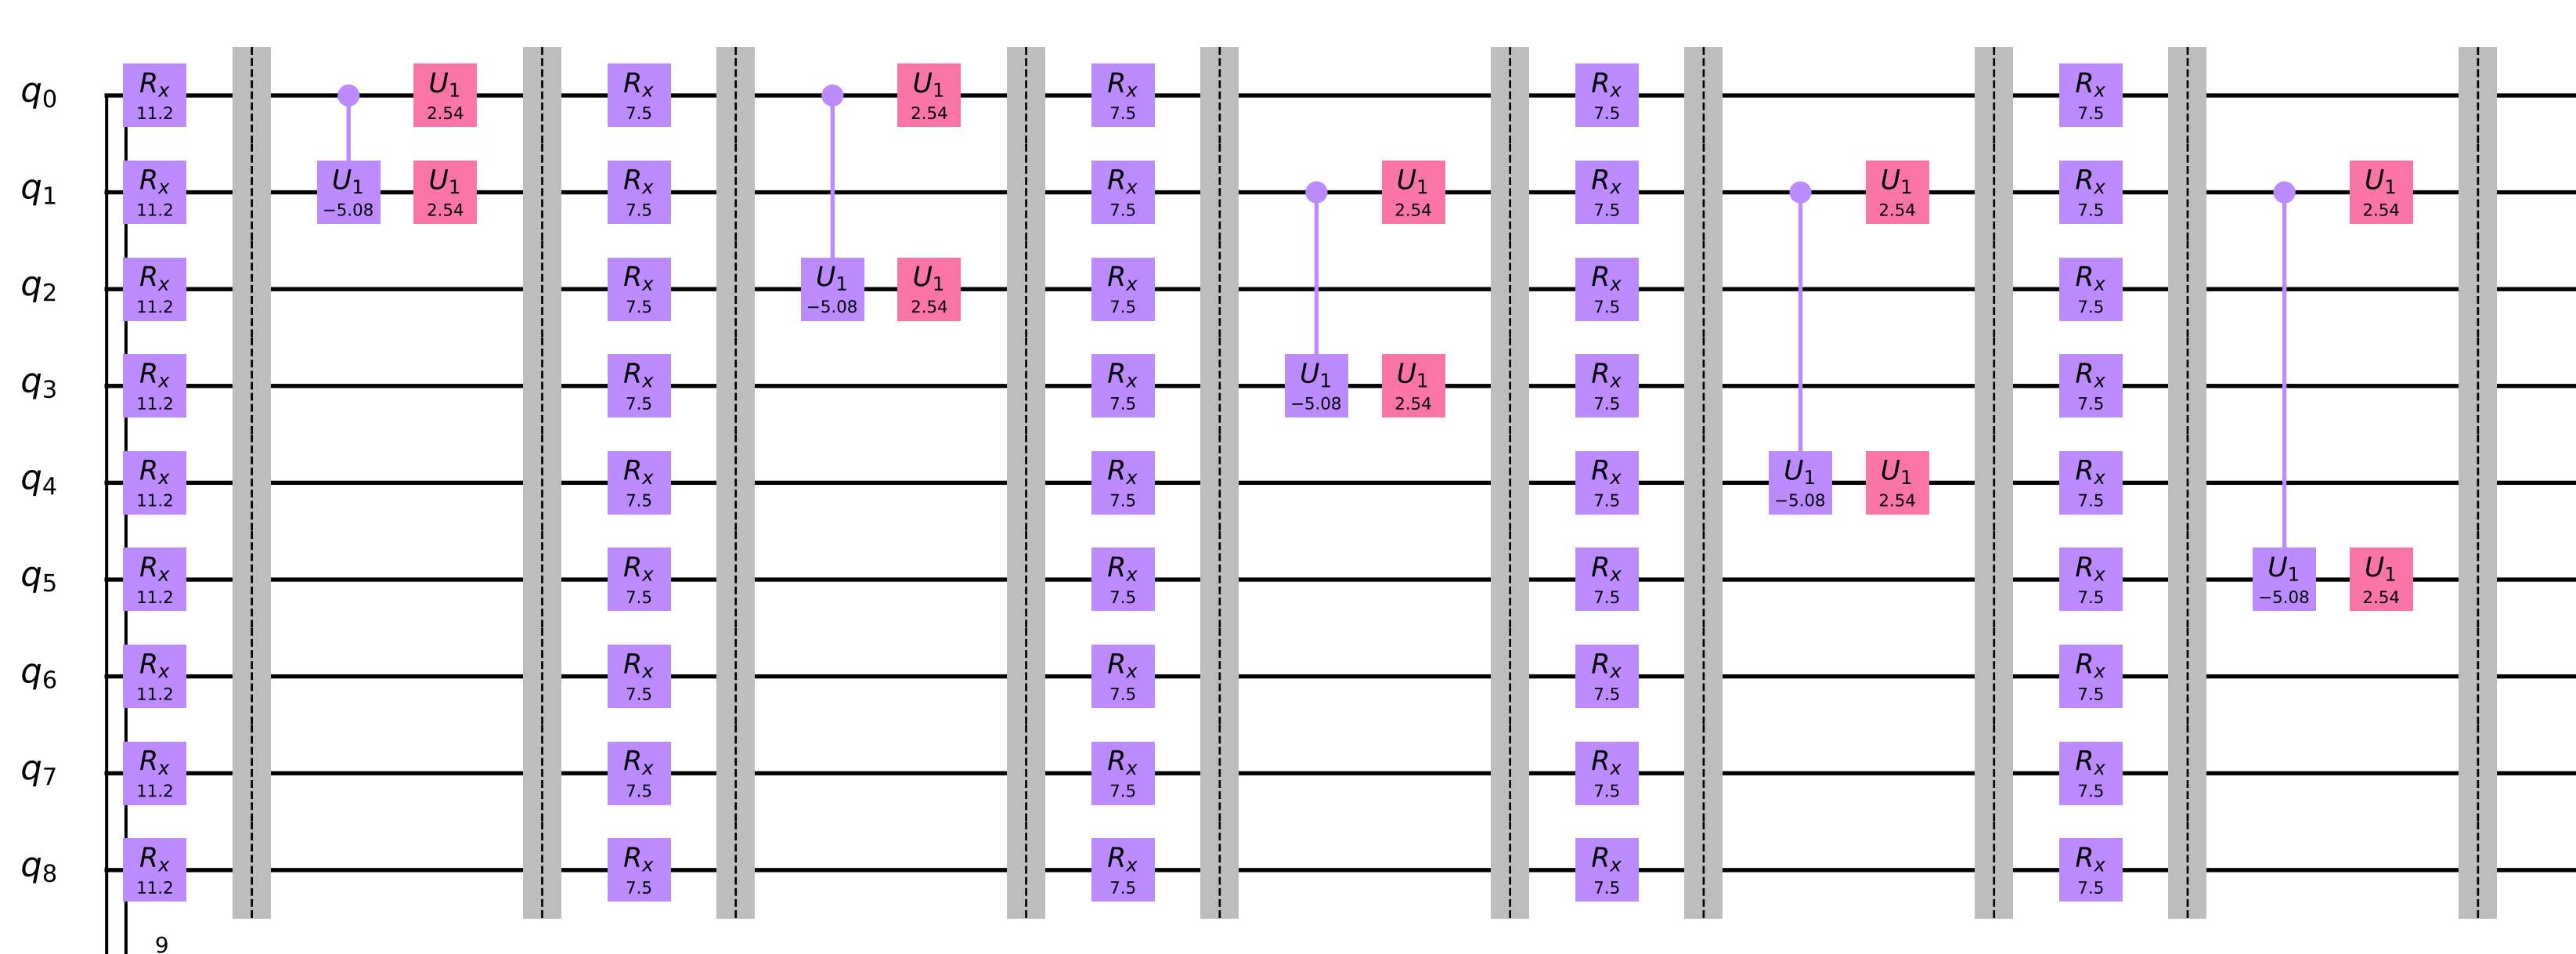 q0 Rx U1 Rx U1 Rx Rx Rx
11.2 2.54 7.5 2.54 7.5 7.5 7.5
q1 Rx U1 U1 Rx Rx U1 Rx U1 Rx U1
11.2 −5.08 2.54 7.5 7.5 2.54 7.5 2.54 7.5 2.54
q2 Rx Rx U1 U1 Rx Rx Rx
11.2 7.5 −5.08 2.54 7.5 7.5 7.5
q3 Rx Rx Rx U1 U1 Rx Rx
11.2 7.5 7.5 −5.08 2.54 7.5 7.5
q4 Rx Rx Rx Rx U1 U1 Rx
11.2 7.5 7.5 7.5 −5.08 2.54 7.5
q5 Rx Rx Rx Rx Rx U1 U1
11.2 7.5 7.5 7.5 7.5 −5.08 2.54
q6 Rx Rx Rx Rx Rx
11.2 7.5 7.5 7.5 7.5
q7 Rx Rx Rx Rx Rx
11.2 7.5 7.5 7.5 7.5
q8 Rx Rx Rx Rx Rx
11.2 7.5 7.5 7.5 7.5
9